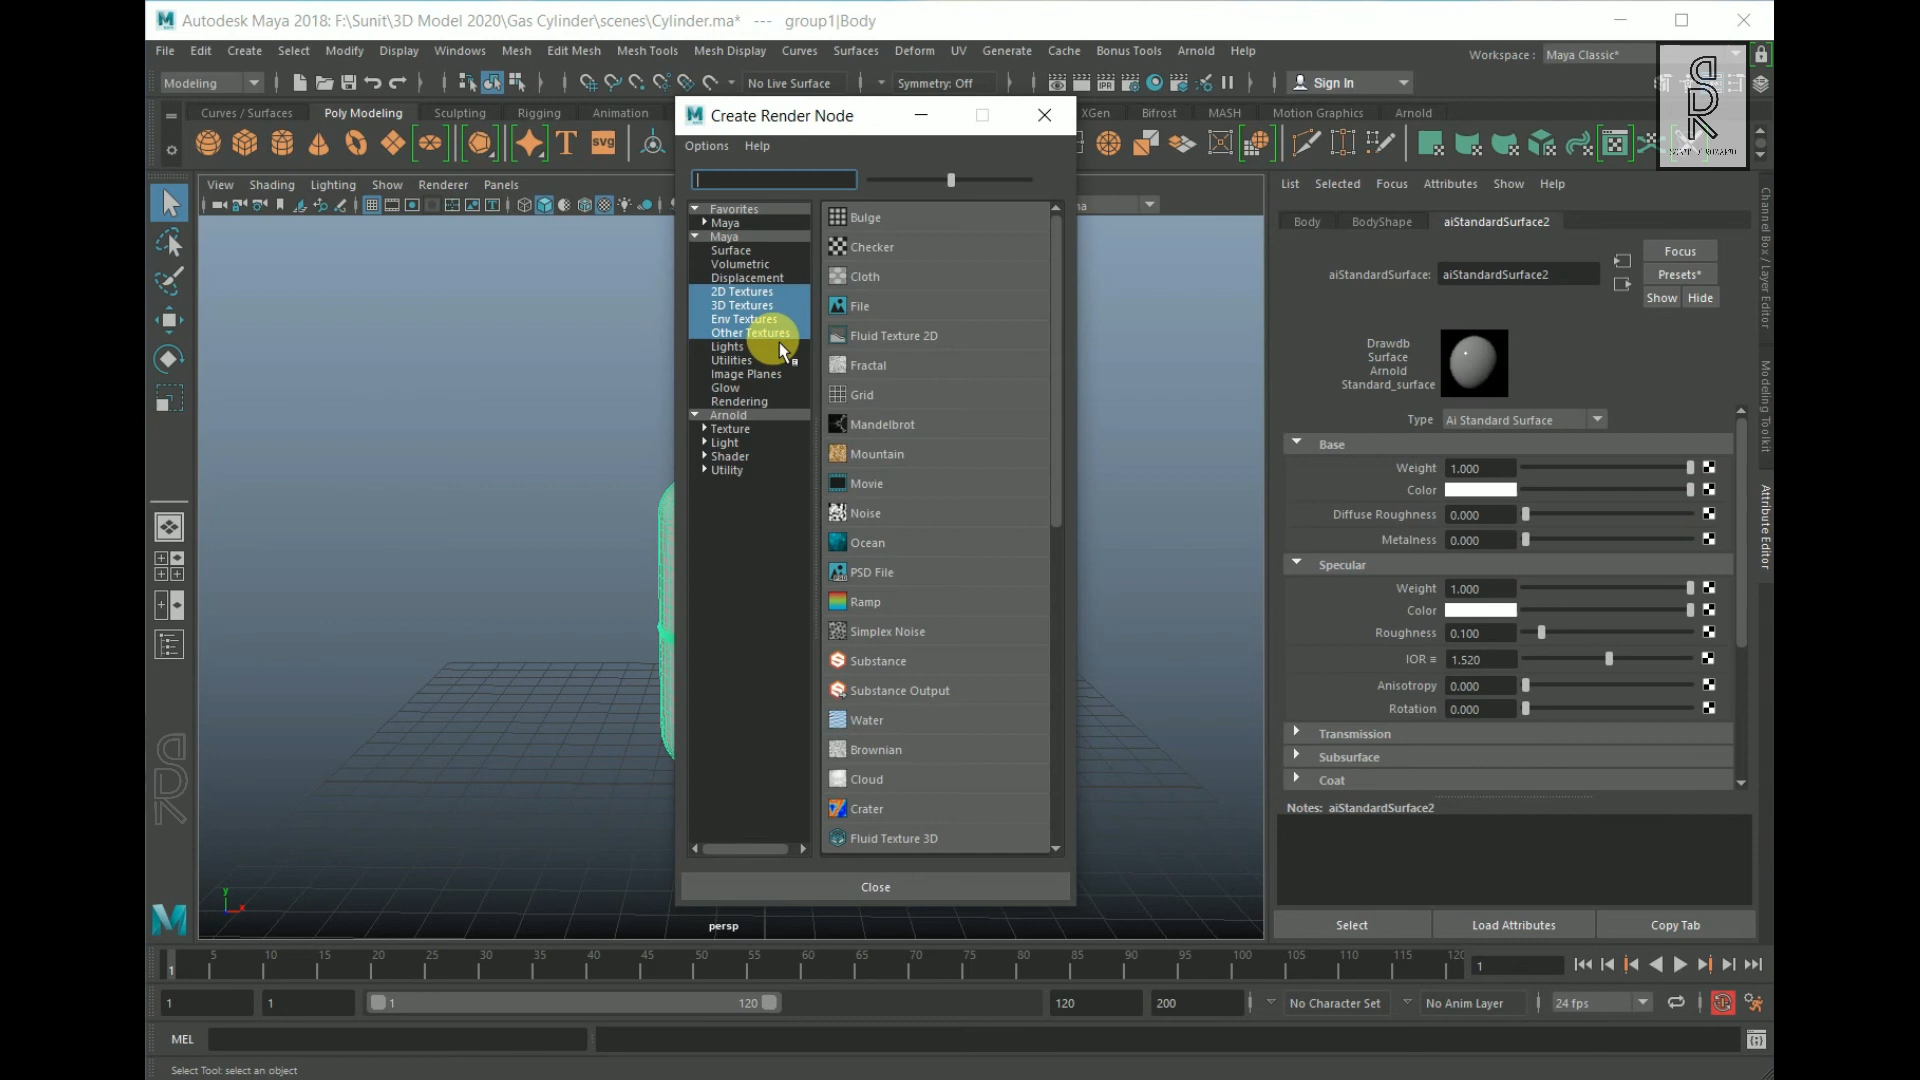 Autodesk Maya 2018: F:\Sunit\3D Model 2020\Gas Cylinder\scenes\Cylinder.ma* --- group1|Body
File Edit Create Select Modify Display Windows Mesh Edit Mesh Mesh Tools Mesh Display Curves Surfaces Deform UV Generate Cache Bonus Tools Arnold Help
Workspace : Maya Classic*
Modeling No Live Surface Symmetry: Off Sign In
Curves / Surfaces Poly Modeling Sculpting Rigging Animation XGen Bifrost MASH Motion Graphics Arnold
SVG
SDR
Create Render Node
Options Help
View Shading Lighting Show Renderer Panels
List Selected Focus Attributes Show Help
Body BodyShape aiStandardSurface2
aiStandardSurface: aiStandardSurface2
Focus
Presets*
Show Hide
Drawdb
Surface
Arnold
Standard_surface
Type Ai Standard Surface
Base
Weight 1.000
Color
Diffuse Roughness 0.000
Metalness 0.000
Specular
Weight 1.000
Color
Roughness 0.100
IOR = 1.520
Anisotropy 0.000
Rotation 0.000
Transmission
Subsurface
Coat
Notes: aiStandardSurface2
Select Load Attributes Copy Tab
Channel Box / Layer Editor
Modeling Toolkit
Attribute Editor
Favorites
Maya
Maya
Surface
Volumetric
Displacement
2D Textures
3D Textures
Env Textures
Other Textures
Lights
Utilities
Image Planes
Glow
Rendering
Arnold
Texture
Light
Shader
Utility
Bulge
Checker
Cloth
File
Fluid Texture 2D
Fractal
Grid
Mandelbrot
Mountain
Movie
Noise
Ocean
PSD File
Ramp
Simplex Noise
Substance
Substance Output
Water
Brownian
Cloud
Crater
Fluid Texture 3D
Close
persp
y
x
SDR
1 5 10 15 20 25 30 35 40 45 50 55 60 65 70 75 80 85 90 95 100 105 110 115 120 1
1 1 1 120 120 200 No Character Set No Anim Layer 24 fps
MEL
Select Tool: select an object